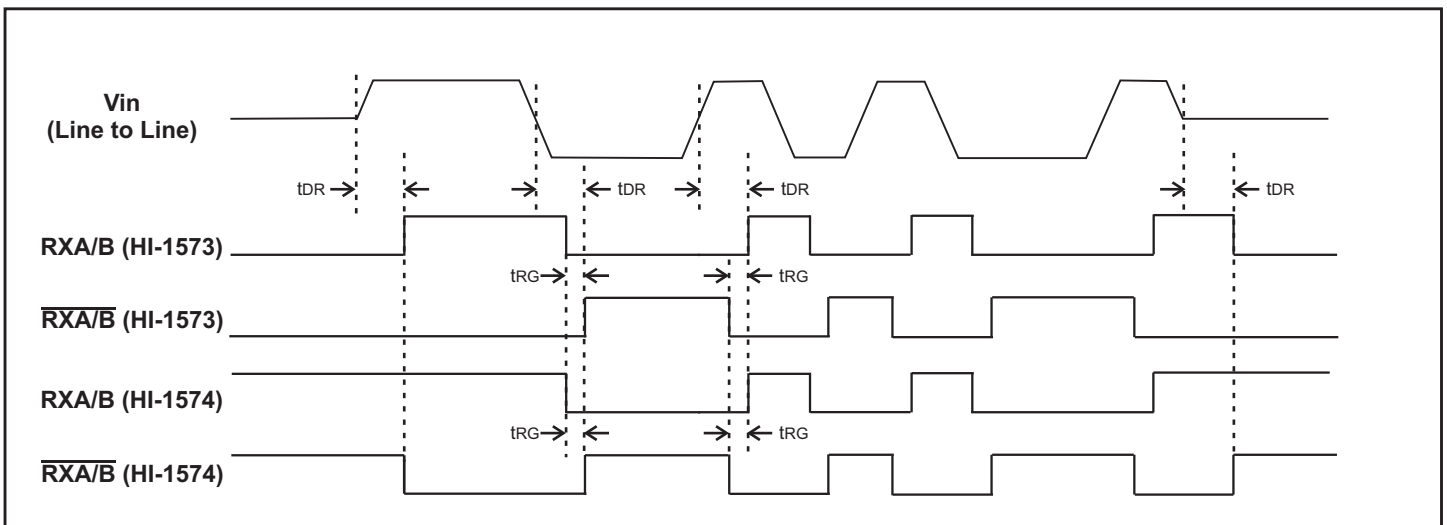 Vin
(Line to Line)
tDR
tDR
tDR
tDR
RXA/B (HI-1573)
tRG
tRG
RXA/B (HI-1573)
RXA/B (HI-1574)
tRG
tRG
RXA/B (HI-1574)